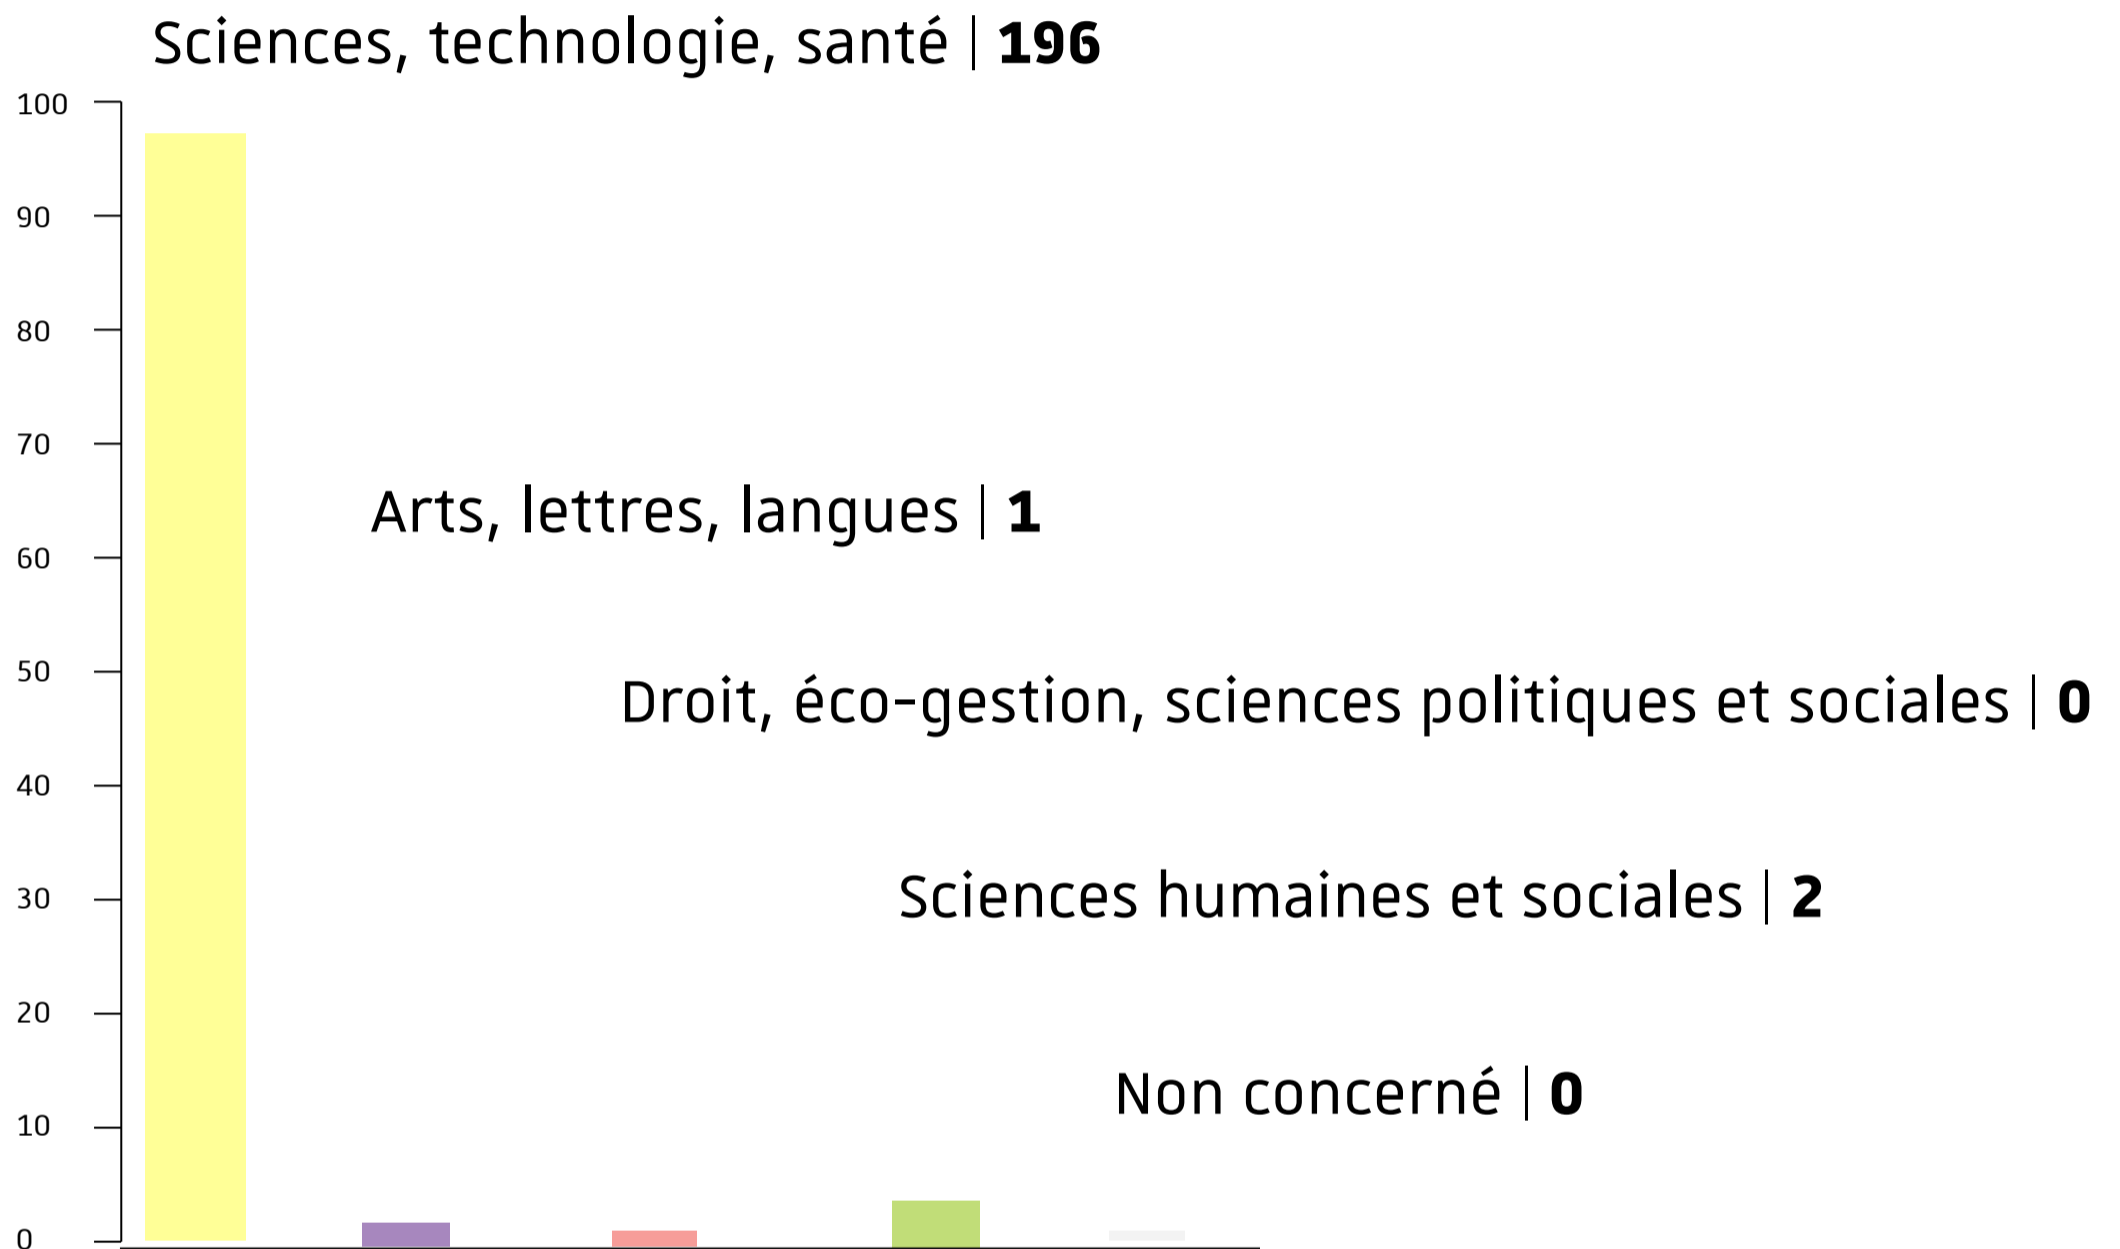 Sciences, technologie, santé | 196
100
90
80
70
Arts, lettres, langues | 1
60
50
Droit, éco-gestion, sciences politiques et sociales | 0
40
30
Sciences humaines et sociales | 2
20
Non concerné | 0
10
0